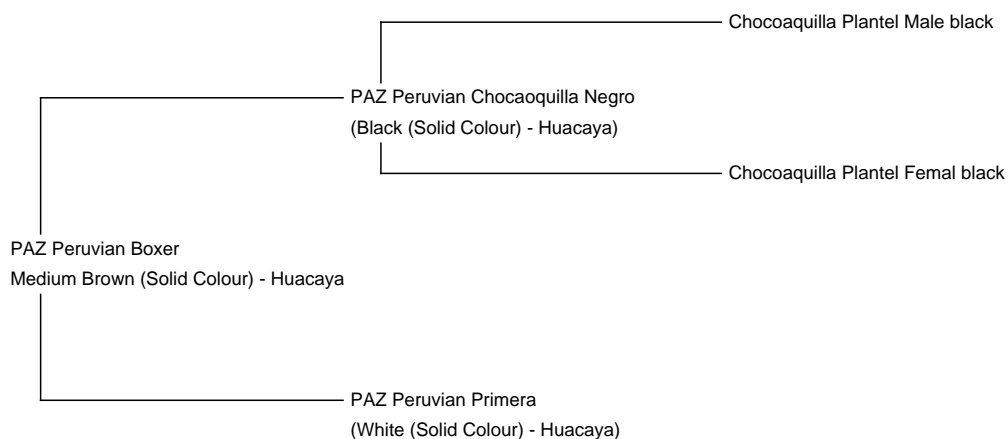 Chocoaquilla Plantel Male black
PAZ Peruvian Chocaoquilla Negro
(Black (Solid Colour) - Huacaya)
Chocoaquilla Plantel Femal black
PAZ Peruvian Boxer
Medium Brown (Solid Colour) - Huacaya
PAZ Peruvian Primera
(White (Solid Colour) - Huacaya)